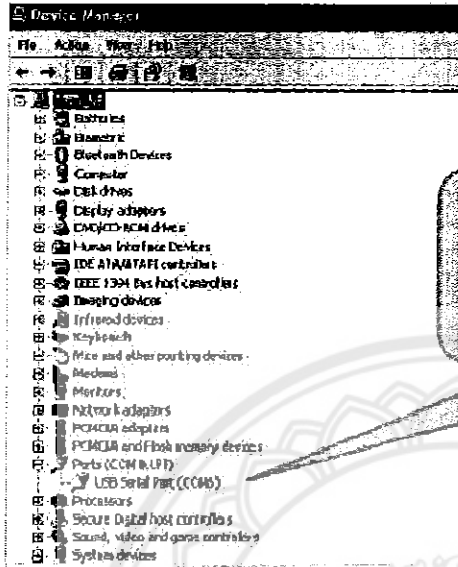 Device Manager
File Action View Help
Batteries
Biometric
Bluetooth Devices
Computer
Disk drives
Display adapters
DVD/CD-ROM drives
Human Interface Devices
IDE ATA/ATAPI controllers
IEEE 1394 Bus host controllers
Imaging devices
Infrared devices
Keyboards
Mice and other pointing devices
Modems
Monitors
Network adapters
PCMCIA adapters
PCMCIA and Flash memory devices
Ports (COM & LPT)
USB Serial Port (COM5)
Processors
Secure Digital host controllers
Sound, video and game controllers
System devices